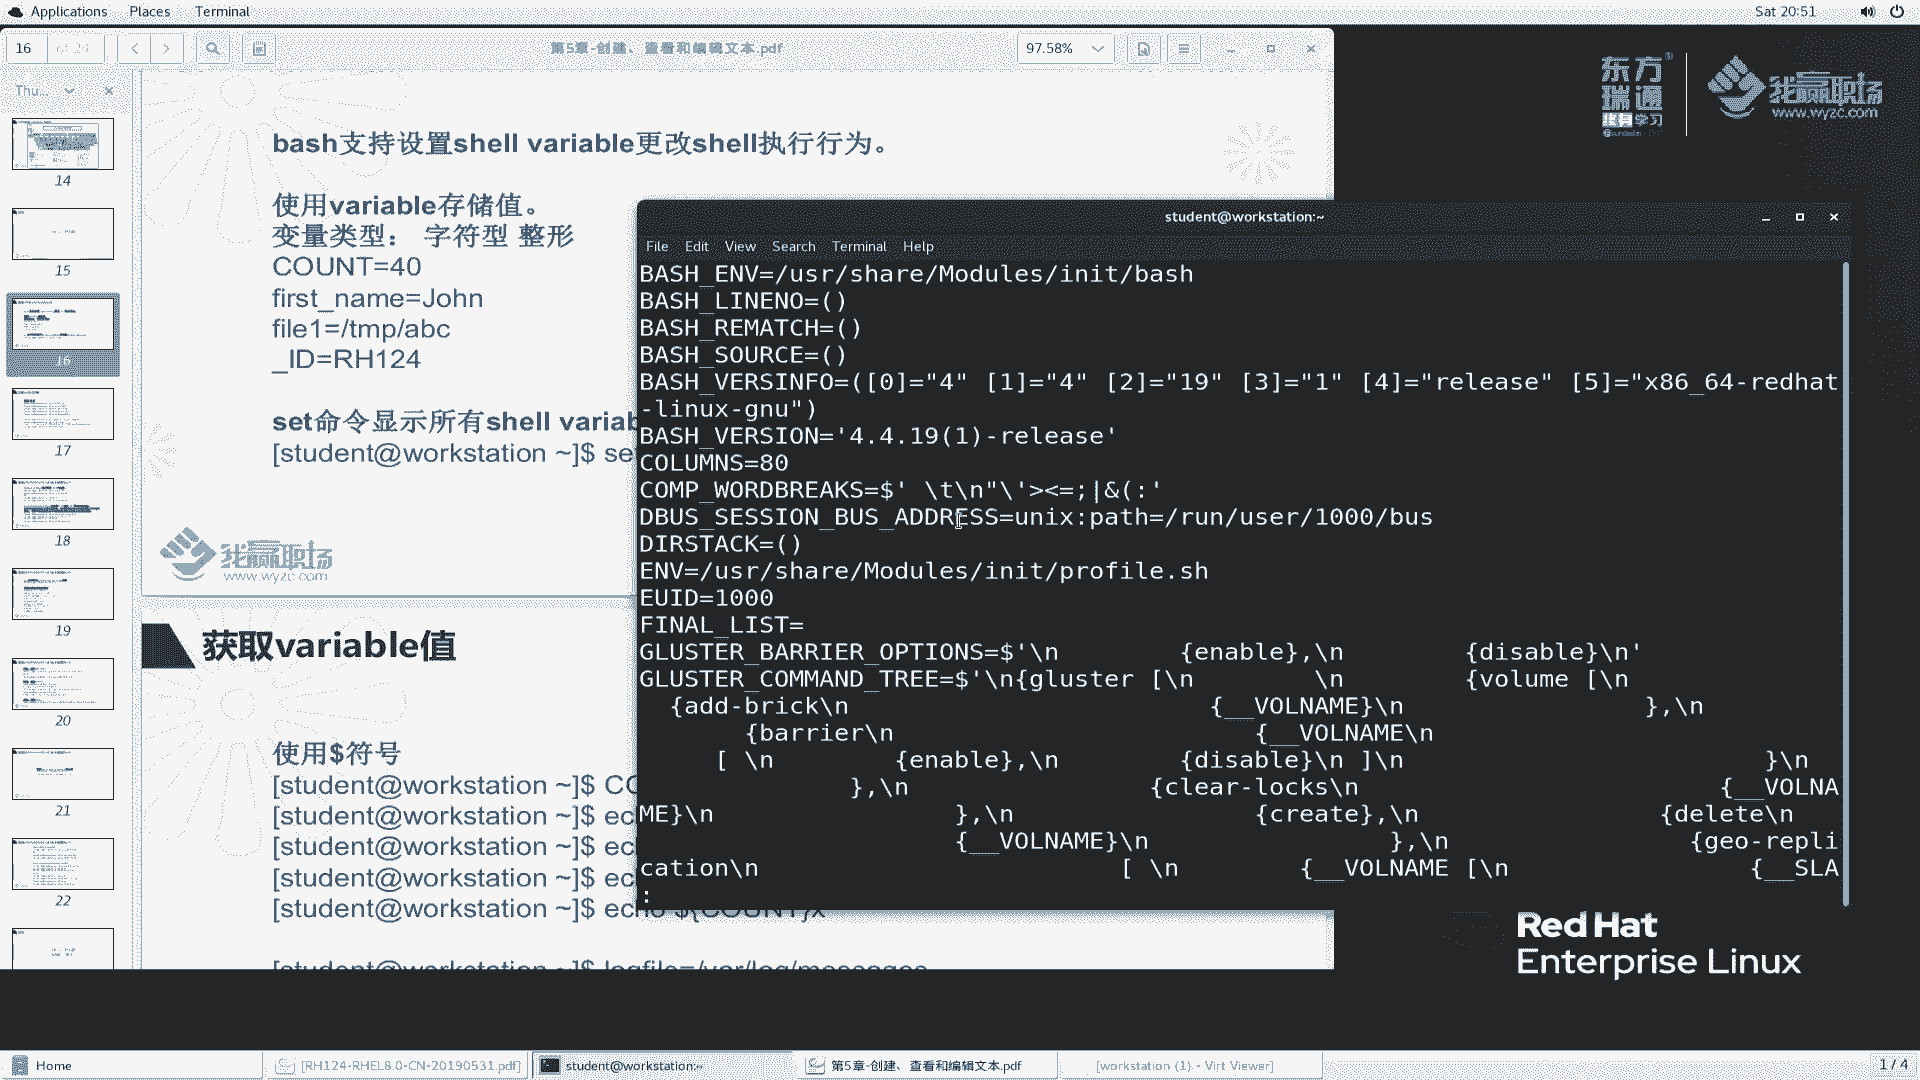 Applications Places Terminal Sat 20:51
16
第5章-创建、查看和编辑文本.pdf
97.58%
Thu...
14
15
16
17
18
19
20
21
22
bash支持设置shell variable更改shell执行行为。
使用variable存储值。
变量类型： 字符型 整形
COUNT=40
first_name=John
file1=/tmp/abc
_ID=RH124
set命令显示所有shell variab
[student@workstation ~]$ se
我赢职场
www.wyzc.com
获取variable值
使用$符号
[student@workstation ~]$ CO
[student@workstation ~]$ ec
[student@workstation ~]$ ec
[student@workstation ~]$ ec
[student@workstation ~]$ echo ${COUNT}x
[student@workstation ~]$ logfile=/var/log/messages
东方
瑞通
学习
我赢职场
www.wyzc.com
student@workstation:~
File Edit View Search Terminal Help
BASH_ENV=/usr/share/Modules/init/bash
BASH_LINENO=()
BASH_REMATCH=()
BASH_SOURCE=()
BASH_VERSINFO=([0]="4" [1]="4" [2]="19" [3]="1" [4]="release" [5]="x86_64-redhat
-linux-gnu")
BASH_VERSION='4.4.19(1)-release'
COLUMNS=80
COMP_WORDBREAKS=$' \t\n"\'><=;|&(:'
DBUS_SESSION_BUS_ADDRESS=unix:path=/run/user/1000/bus
DIRSTACK=()
ENV=/usr/share/Modules/init/profile.sh
EUID=1000
FINAL_LIST=
GLUSTER_BARRIER_OPTIONS=$'\n        {enable},\n        {disable}\n'
GLUSTER_COMMAND_TREE=$'\n{gluster [\n        \n        {volume [\n
{add-brick\n                        {__VOLNAME}\n                },\n
{barrier\n                        {__VOLNAME\n
[ \n        {enable},\n        {disable}\n ]\n                        }\n
},\n                {clear-locks\n                        {__VOLNA
ME}\n                },\n                {create},\n                {delete\n
{__VOLNAME}\n                },\n                {geo-repli
cation\n                        [ \n        {__VOLNAME [\n                {__SLA
:
Red Hat
Enterprise Linux
Home [RH124-RHEL8.0-CN-20190531.pdf] student@workstation:~ 第5章-创建、查看和编辑文本.pdf [workstation (1) - Virt Viewer] 1 / 4